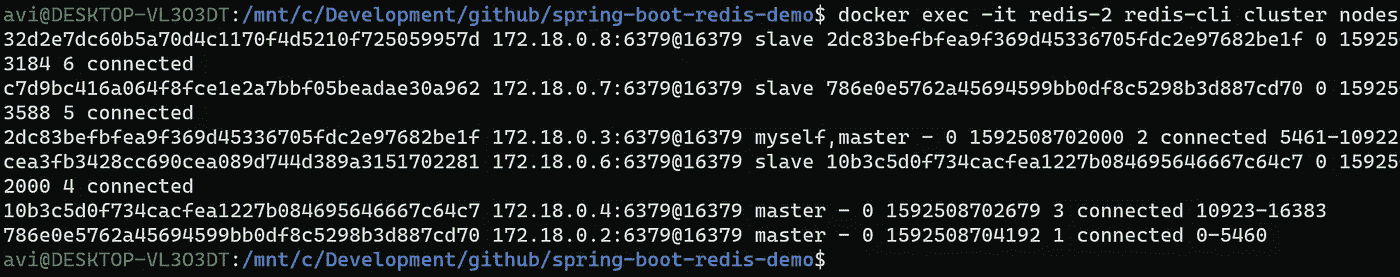 avi@DESKTOP-VL3O3DT:/mnt/c/Development/github/spring-boot-redis-demo$ docker exec -it redis-2 redis-cli cluster nodes
32d2e7dc60b5a70d4c1170f4d5210f725059957d 172.18.0.8:6379@16379 slave 2dc83befbfea9f369d45336705fdc2e97682be1f 0 15925
3184 6 connected
c7d9bc416a064f8fce1e2a7bbf05beadae30a962 172.18.0.7:6379@16379 slave 786e0e5762a45694599bb0df8c5298b3d887cd70 0 15925
3588 5 connected
2dc83befbfea9f369d45336705fdc2e97682be1f 172.18.0.3:6379@16379 myself,master - 0 1592508702000 2 connected 5461-10922
cea3fb3428cc690cea089d744d389a3151702281 172.18.0.6:6379@16379 slave 10b3c5d0f734cacfea1227b084695646667c64c7 0 15925
2000 4 connected
10b3c5d0f734cacfea1227b084695646667c64c7 172.18.0.4:6379@16379 master - 0 1592508702679 3 connected 10923-16383
786e0e5762a45694599bb0df8c5298b3d887cd70 172.18.0.2:6379@16379 master - 0 1592508704192 1 connected 0-5460
avi@DESKTOP-VL3O3DT:/mnt/c/Development/github/spring-boot-redis-demo$